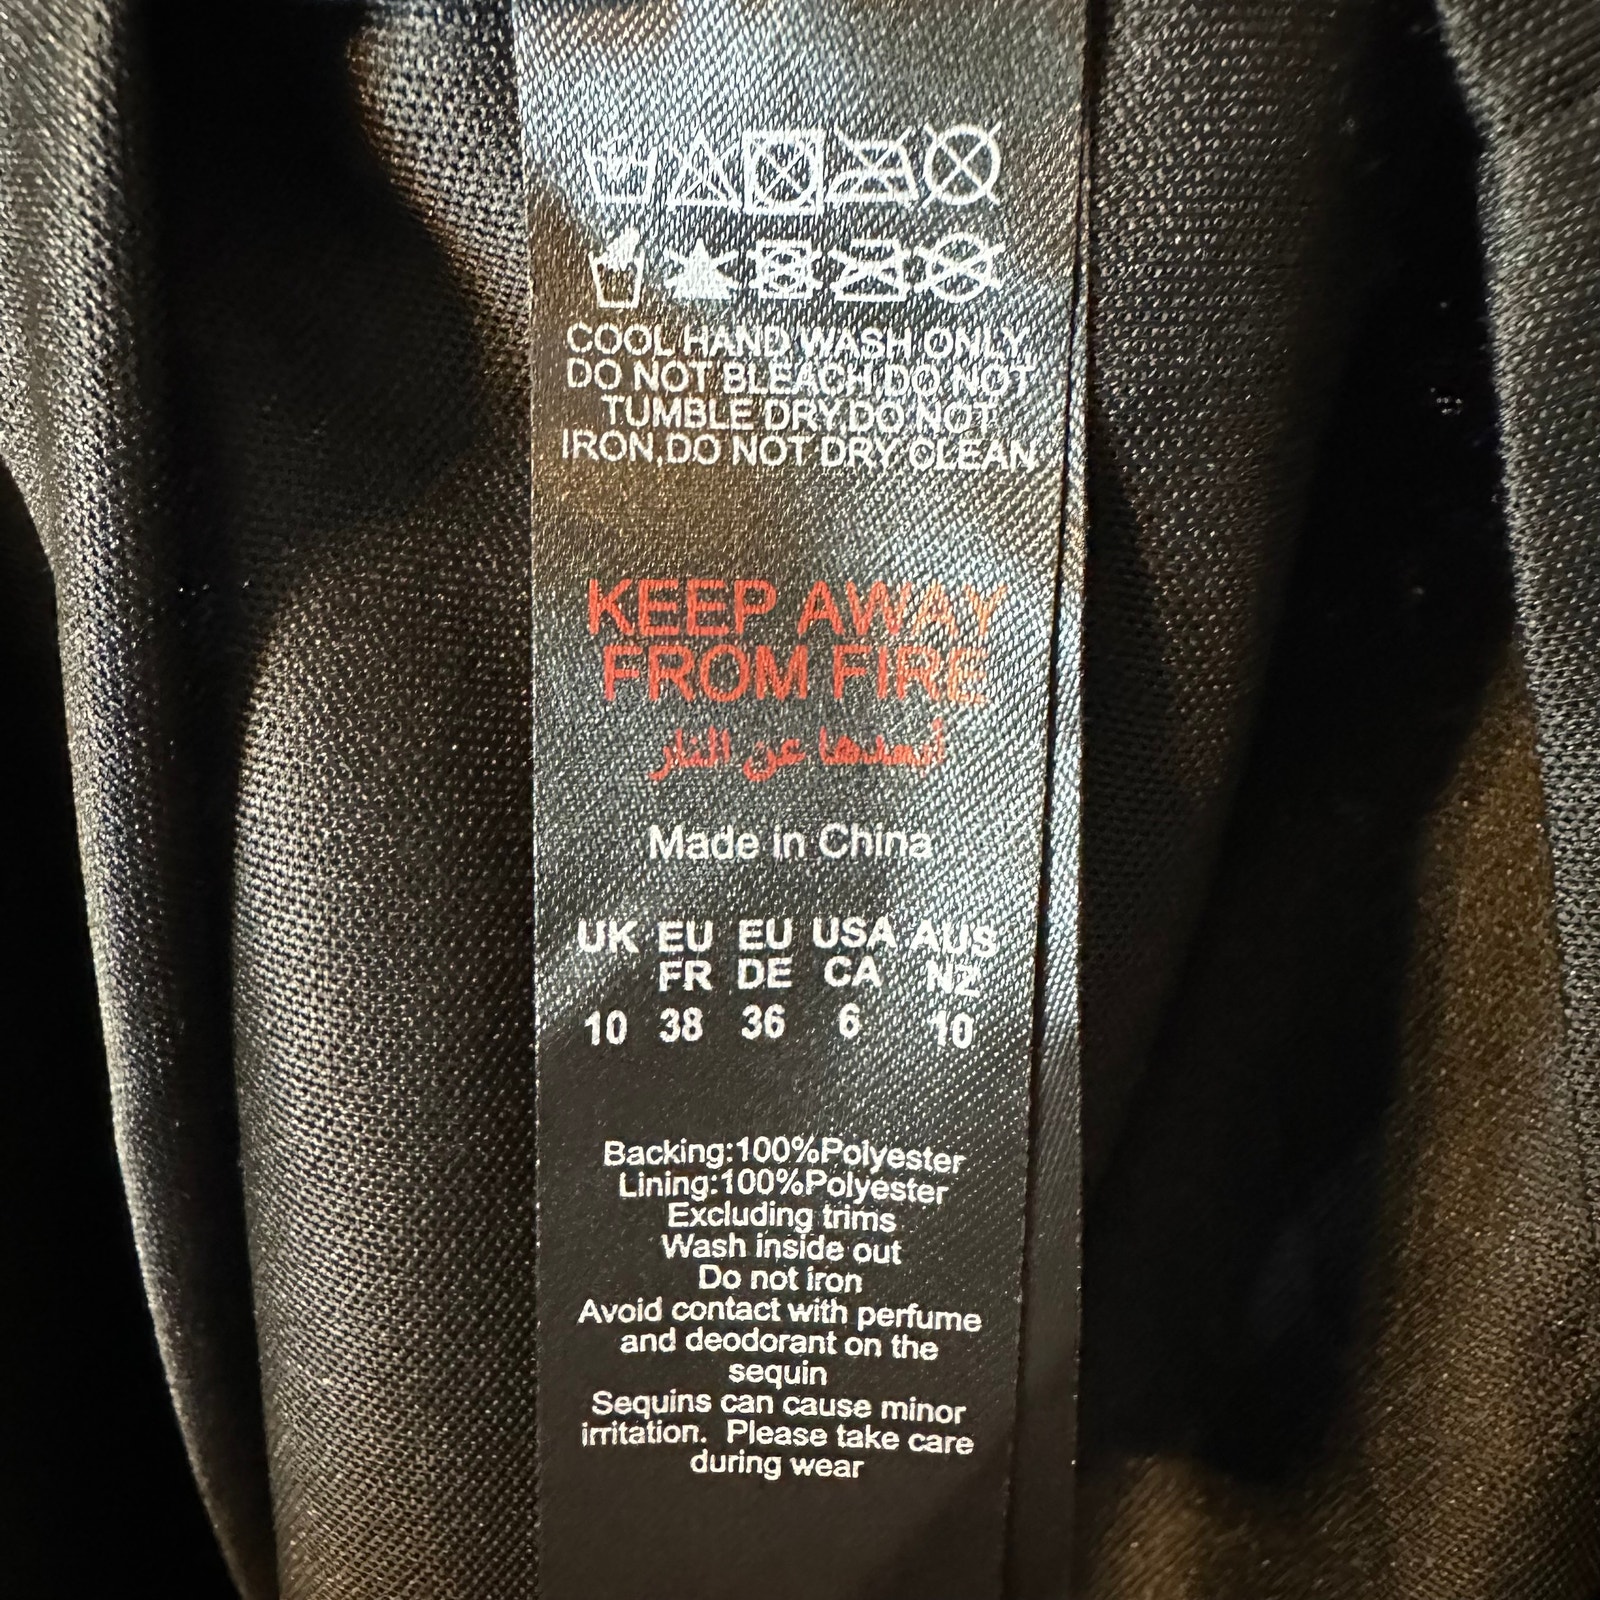 COOL HAND WASH ONLY,
DO NOT BLEACH,DO NOT
TUMBLE DRY,DO NOT
IRON,DO NOT DRY CLEAN
KEEP AWAY
FROM FIRE
أبعدها عن النار
Made in China
UK EU EU USA AUS
FR DE CA NZ
10 38 36 6 10
Backing:100%Polyester
Lining:100%Polyester
Excluding trims
Wash inside out
Do not iron
Avoid contact with perfume
and deodorant on the
sequin
Sequins can cause minor
irritation. Please take care
during wear